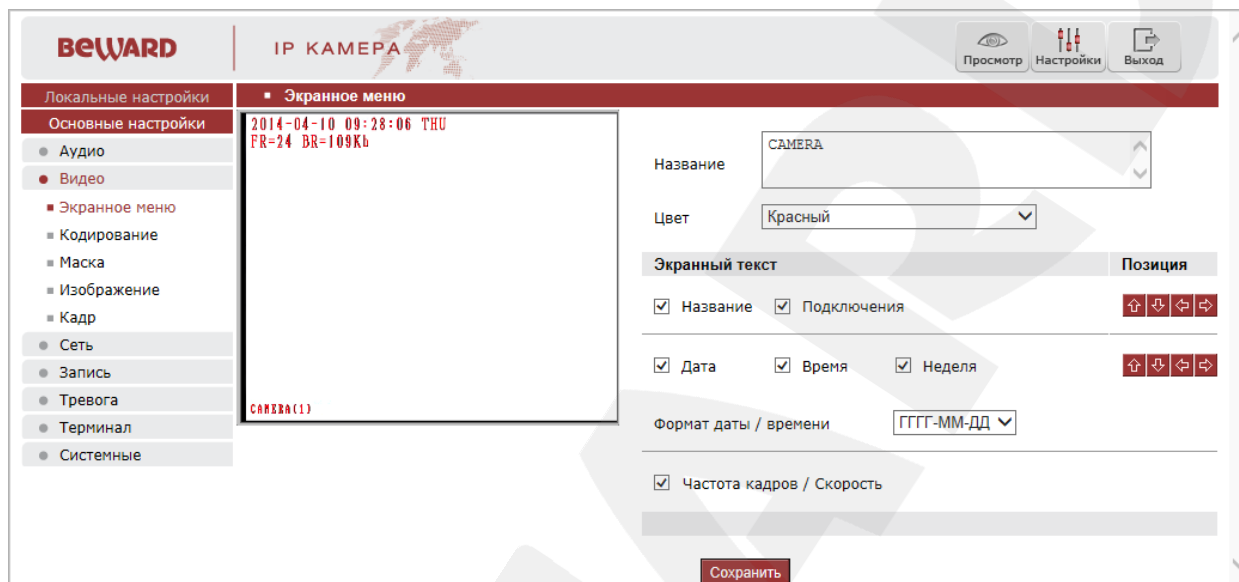 BEWARD
IP КАМЕРА
Просмотр
Настройки
Выход
Локальные настройки
Экранное меню
Основные настройки
Аудио
Видео
Экранное меню
Кодирование
Маска
Изображение
Кадр
Сеть
Запись
Тревога
Терминал
Системные
2014-04-10 09:28:06 THU
FR=24 BR=109Kb
CAMERA(1)
Название
CAMERA
Цвет
Красный
Экранный текст Позиция
Название Подключения
Дата Время Неделя
Формат даты / времени ГГГГ-ММ-ДД
Частота кадров / Скорость
Сохранить